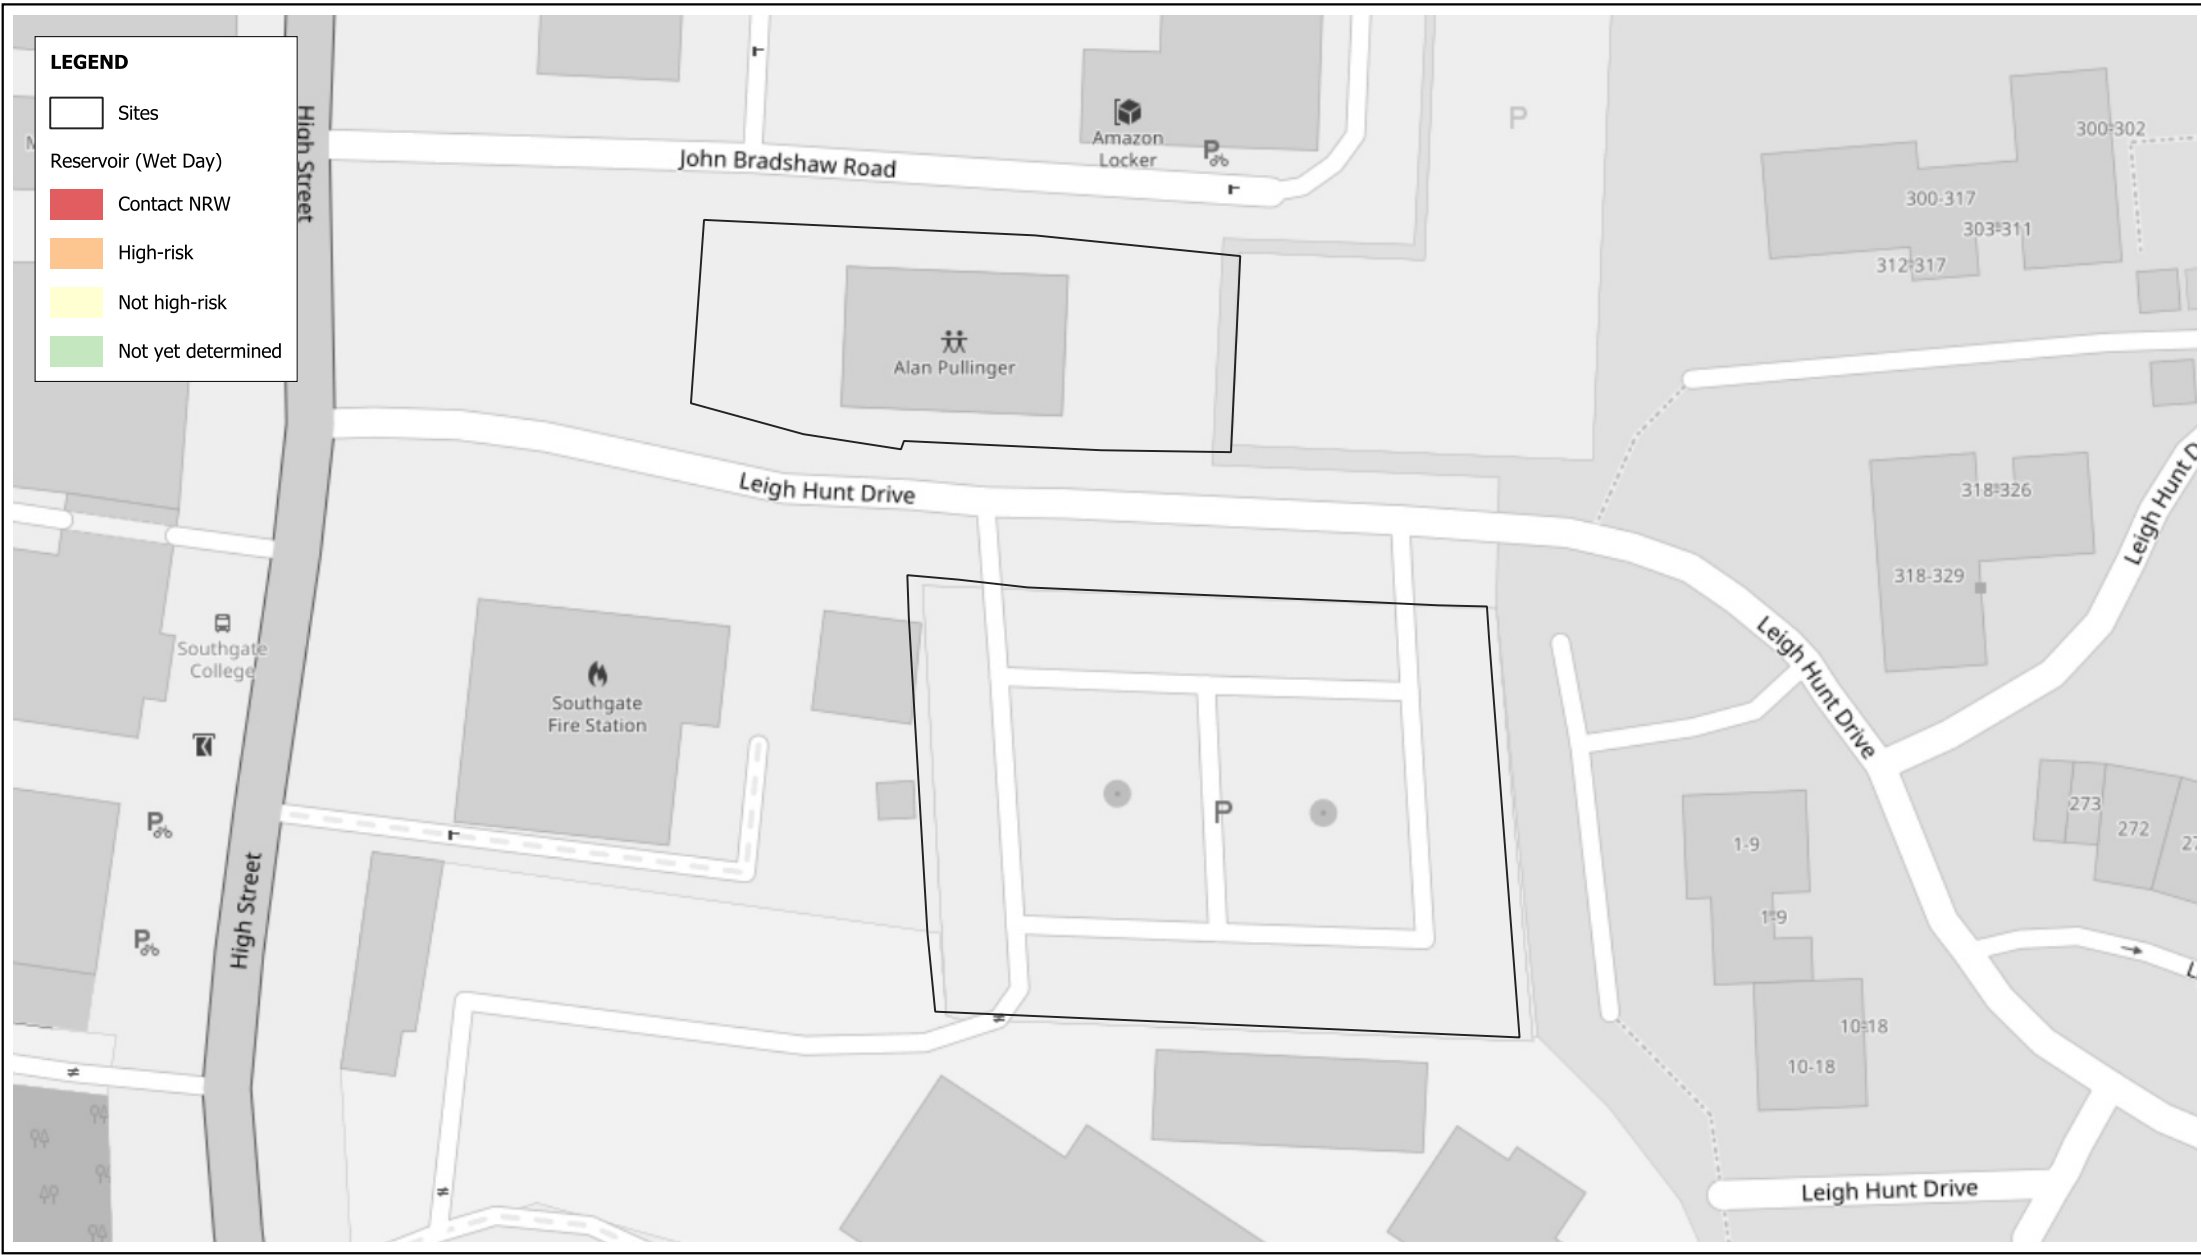 LEGEND
Sites
Reservoir (Wet Day)
Contact NRW
High-risk
Not high-risk
Not yet determined
High Street
John Bradshaw Road
Amazon
Locker
P
P
300-302
300-317
303-311
312-317
Alan Pullinger
Leigh Hunt Drive
318-326
318-329
Leigh Hunt D
Southgate
College
Southgate
Fire Station
Leigh Hunt Drive
P
P
P
High Street
1-9
1-9
273
272
27
10-18
10-18
L
Leigh Hunt Drive